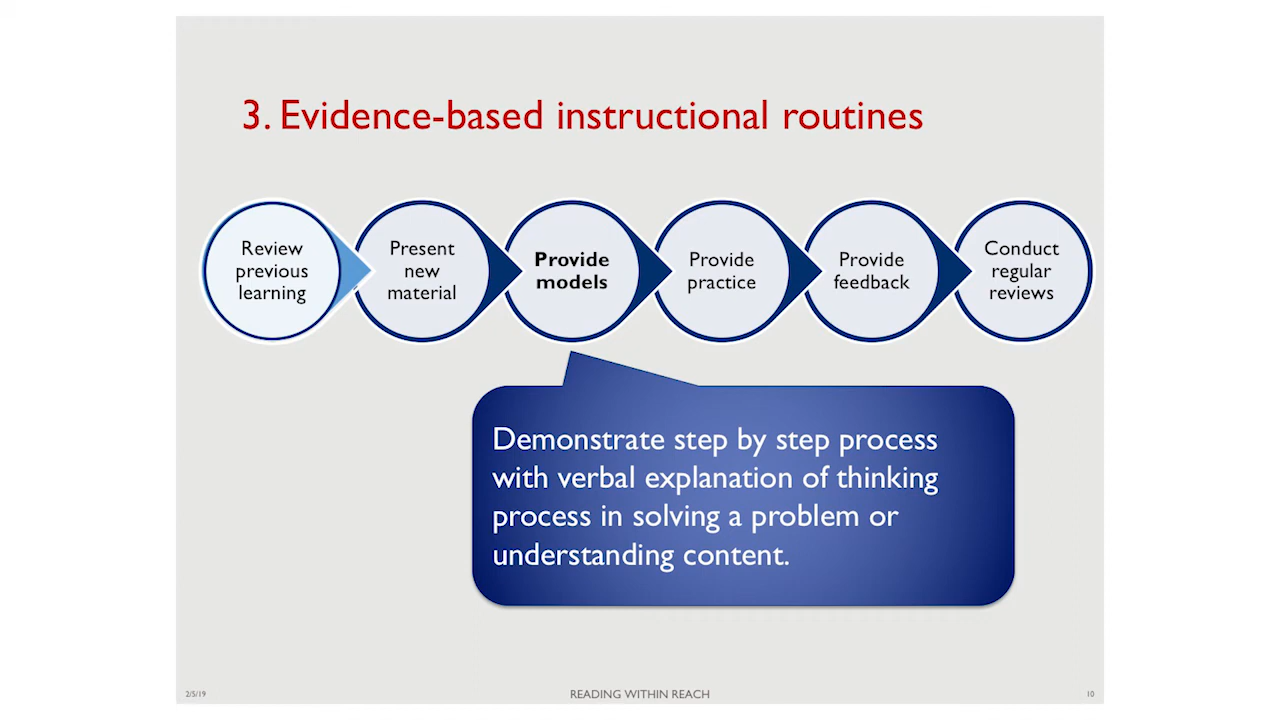 3. Evidence-based instructional routines
Review
previous
learning
Present
new
material
Provide
models
Provide
practice
Provide
feedback
Conduct
regular
reviews
Demonstrate step by step process
with verbal explanation of thinking
process in solving a problem or
understanding content.
2/5/19
READING WITHIN REACH
10